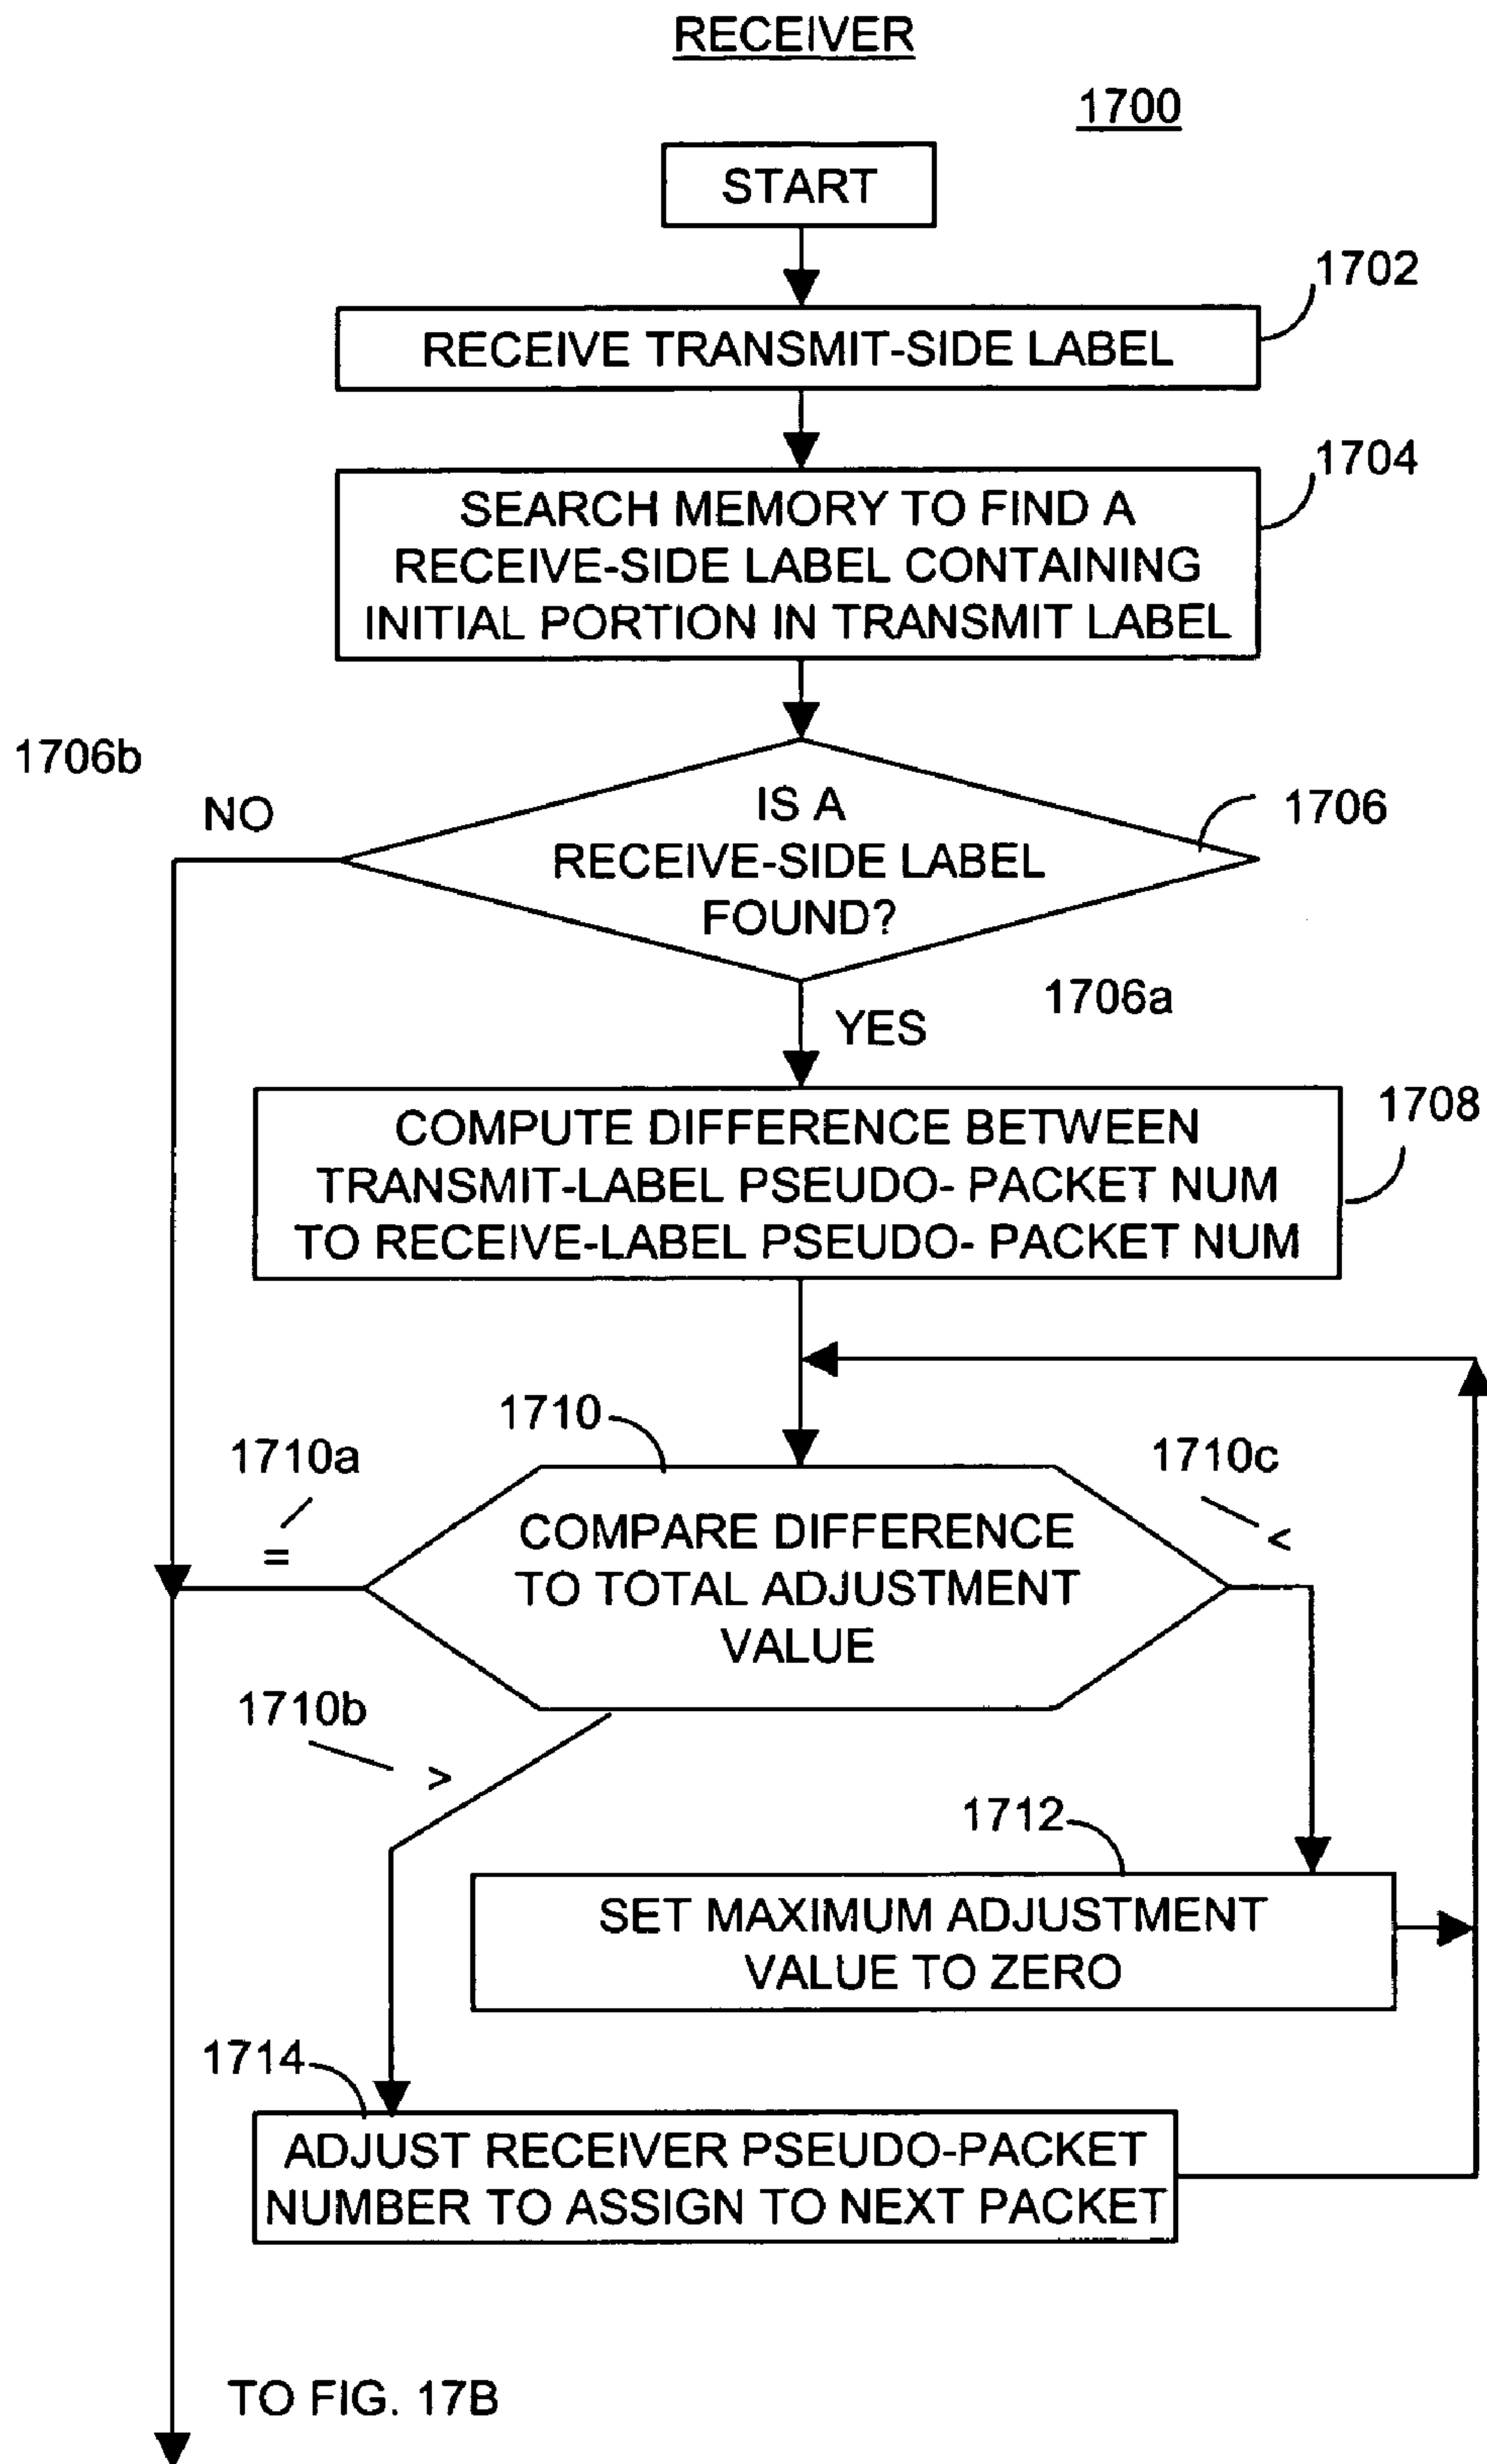 RECEIVER
1700
START
1702
RECEIVE TRANSMIT-SIDE LABEL
1704
SEARCH MEMORY TO FIND A
RECEIVE-SIDE LABEL CONTAINING
INITIAL PORTION IN TRANSMIT LABEL
1706b
NO
IS A
RECEIVE-SIDE LABEL
FOUND?
1706
1706a
YES
1708
COMPUTE DIFFERENCE BETWEEN
TRANSMIT-LABEL PSEUDO- PACKET NUM
TO RECEIVE-LABEL PSEUDO- PACKET NUM
1710
1710a
=
1710c
<
COMPARE DIFFERENCE
TO TOTAL ADJUSTMENT
VALUE
1710b
>
1712
SET MAXIMUM ADJUSTMENT
VALUE TO ZERO
1714
ADJUST RECEIVER PSEUDO-PACKET
NUMBER TO ASSIGN TO NEXT PACKET
TO FIG. 17B